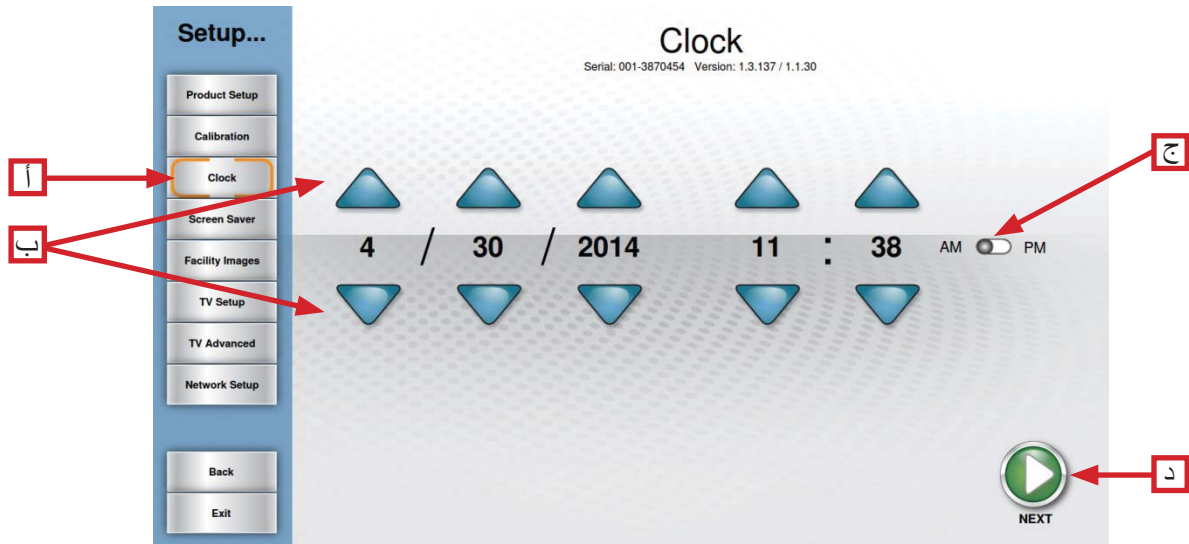 Setup...
Product Setup
Calibration
Clock
Screen Saver
Facility Images
TV Setup
TV Advanced
Network Setup
Back
Exit
Clock
Serial: 001-3870454 Version: 1.3.137 / 1.1.30
4 / 30 / 2014 11 : 38 AM PM
NEXT
أ
ب
ج
د